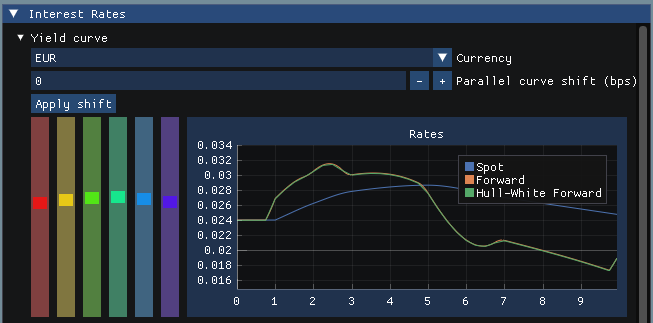 Interest Rates
Yield curve
EUR Currency
0 - + Parallel curve shift (bps)
Apply shift
Rates
0.034
0.032
0.03
0.028
0.026
0.024
0.022
0.02
0.018
0.016
Spot
Forward
Hull-White Forward
0 1 2 3 4 5 6 7 8 9